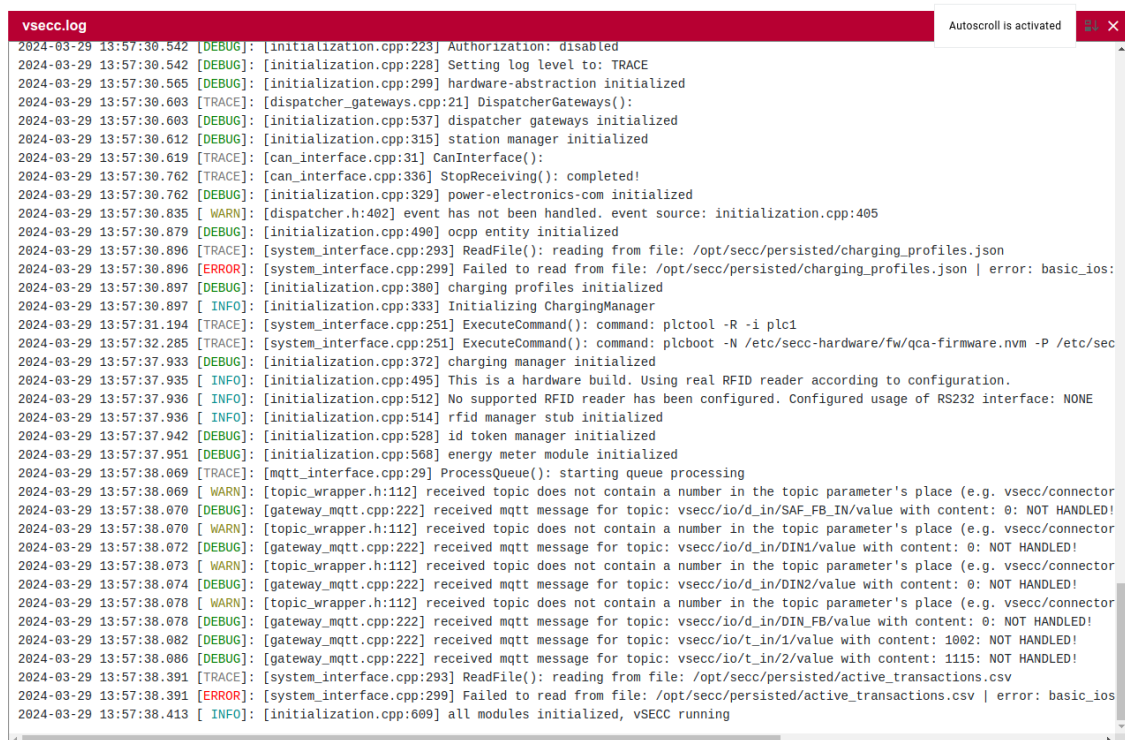 vsecc.log
Autoscroll is activated
2024-03-29 13:57:30.542 [DEBUG]: [initialization.cpp:223] Authorization: disabled
2024-03-29 13:57:30.542 [DEBUG]: [initialization.cpp:228] Setting log level to: TRACE
2024-03-29 13:57:30.565 [DEBUG]: [initialization.cpp:299] hardware-abstraction initialized
2024-03-29 13:57:30.603 [TRACE]: [dispatcher_gateways.cpp:21] DispatcherGateways():
2024-03-29 13:57:30.603 [DEBUG]: [initialization.cpp:537] dispatcher gateways initialized
2024-03-29 13:57:30.612 [DEBUG]: [initialization.cpp:315] station manager initialized
2024-03-29 13:57:30.619 [TRACE]: [can_interface.cpp:31] CanInterface():
2024-03-29 13:57:30.762 [TRACE]: [can_interface.cpp:336] StopReceiving(): completed!
2024-03-29 13:57:30.762 [DEBUG]: [initialization.cpp:329] power-electronics-com initialized
2024-03-29 13:57:30.835 [ WARN]: [dispatcher.h:402] event has not been handled. event source: initialization.cpp:405
2024-03-29 13:57:30.879 [DEBUG]: [initialization.cpp:490] ocpp entity initialized
2024-03-29 13:57:30.896 [TRACE]: [system_interface.cpp:293] ReadFile(): reading from file: /opt/secc/persisted/charging_profiles.json
2024-03-29 13:57:30.896 [ERROR]: [system_interface.cpp:299] Failed to read from file: /opt/secc/persisted/charging_profiles.json | error: basic_ios:
2024-03-29 13:57:30.897 [DEBUG]: [initialization.cpp:380] charging profiles initialized
2024-03-29 13:57:30.897 [ INFO]: [initialization.cpp:333] Initializing ChargingManager
2024-03-29 13:57:31.194 [TRACE]: [system_interface.cpp:251] ExecuteCommand(): command: plctool -R -i plc1
2024-03-29 13:57:32.285 [TRACE]: [system_interface.cpp:251] ExecuteCommand(): command: plcboot -N /etc/secc-hardware/fw/qca-firmware.nvm -P /etc/sec
2024-03-29 13:57:37.933 [DEBUG]: [initialization.cpp:372] charging manager initialized
2024-03-29 13:57:37.935 [ INFO]: [initialization.cpp:495] This is a hardware build. Using real RFID reader according to configuration.
2024-03-29 13:57:37.936 [ INFO]: [initialization.cpp:512] No supported RFID reader has been configured. Configured usage of RS232 interface: NONE
2024-03-29 13:57:37.936 [ INFO]: [initialization.cpp:514] rfid manager stub initialized
2024-03-29 13:57:37.942 [DEBUG]: [initialization.cpp:528] id token manager initialized
2024-03-29 13:57:37.951 [DEBUG]: [initialization.cpp:568] energy meter module initialized
2024-03-29 13:57:38.069 [TRACE]: [mqtt_interface.cpp:29] ProcessQueue(): starting queue processing
2024-03-29 13:57:38.069 [ WARN]: [topic_wrapper.h:112] received topic does not contain a number in the topic parameter's place (e.g. vsecc/connector
2024-03-29 13:57:38.070 [DEBUG]: [gateway_mqtt.cpp:222] received mqtt message for topic: vsecc/io/d_in/SAF_FB_IN/value with content: 0: NOT HANDLED!
2024-03-29 13:57:38.070 [ WARN]: [topic_wrapper.h:112] received topic does not contain a number in the topic parameter's place (e.g. vsecc/connector
2024-03-29 13:57:38.072 [DEBUG]: [gateway_mqtt.cpp:222] received mqtt message for topic: vsecc/io/d_in/DIN1/value with content: 0: NOT HANDLED!
2024-03-29 13:57:38.073 [ WARN]: [topic_wrapper.h:112] received topic does not contain a number in the topic parameter's place (e.g. vsecc/connector
2024-03-29 13:57:38.074 [DEBUG]: [gateway_mqtt.cpp:222] received mqtt message for topic: vsecc/io/d_in/DIN2/value with content: 0: NOT HANDLED!
2024-03-29 13:57:38.078 [ WARN]: [topic_wrapper.h:112] received topic does not contain a number in the topic parameter's place (e.g. vsecc/connector
2024-03-29 13:57:38.078 [DEBUG]: [gateway_mqtt.cpp:222] received mqtt message for topic: vsecc/io/d_in/DIN_FB/value with content: 0: NOT HANDLED!
2024-03-29 13:57:38.082 [DEBUG]: [gateway_mqtt.cpp:222] received mqtt message for topic: vsecc/io/t_in/1/value with content: 1002: NOT HANDLED!
2024-03-29 13:57:38.086 [DEBUG]: [gateway_mqtt.cpp:222] received mqtt message for topic: vsecc/io/t_in/2/value with content: 1115: NOT HANDLED!
2024-03-29 13:57:38.391 [TRACE]: [system_interface.cpp:293] ReadFile(): reading from file: /opt/secc/persisted/active_transactions.csv
2024-03-29 13:57:38.391 [ERROR]: [system_interface.cpp:299] Failed to read from file: /opt/secc/persisted/active_transactions.csv | error: basic_ios
2024-03-29 13:57:38.413 [ INFO]: [initialization.cpp:609] all modules initialized, vSECC running